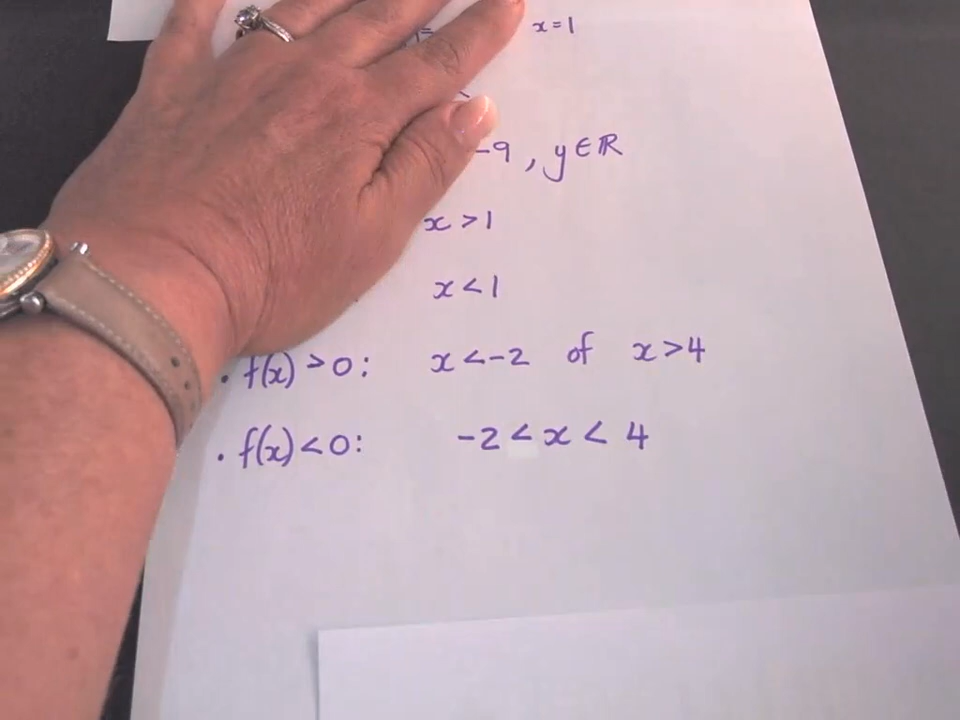 x=1
-9, y∈ℝ
x>1
x<1
. f(x)>0: x<-2 of x>4
. f(x)<0: -2<x<4